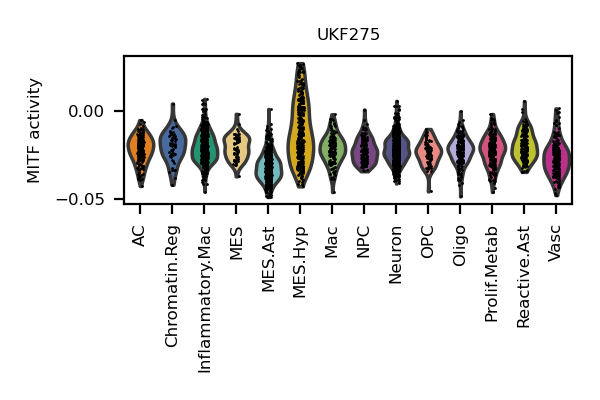 UKF275
MITF activity
0.00
−0.05
AC
Chromatin.Reg
Inflammatory.Mac
MES
MES.Ast
MES.Hyp
Mac
NPC
Neuron
OPC
Oligo
Prolif.Metab
Reactive.Ast
Vasc